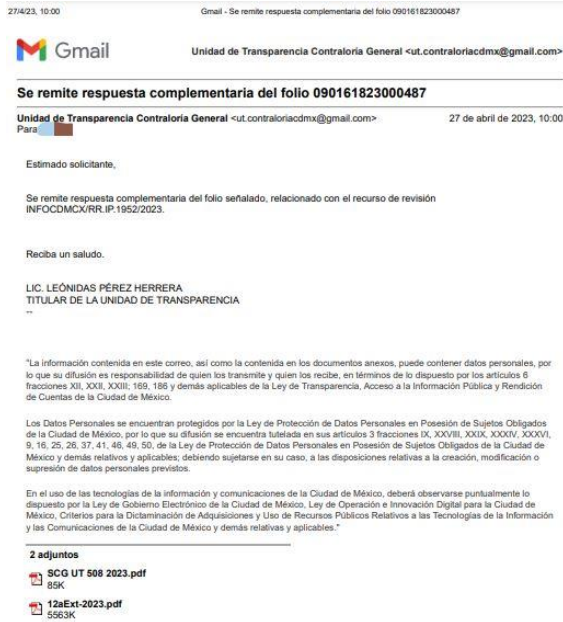 27/4/23, 10:00
Gmail - Se remite respuesta complementaria del folio 090161823000487
Gmail
Unidad de Transparencia Contraloría General <ut.contraloriacdmx@gmail.com>
Se remite respuesta complementaria del folio 090161823000487
Unidad de Transparencia Contraloría General <ut.contraloriacdmx@gmail.com>
27 de abril de 2023, 10:00
Para
Estimado solicitante,
Se remite respuesta complementaria del folio señalado, relacionado con el recurso de revisión
INFOCDMCX/RR.IP.1952/2023.
Reciba un saludo.
LIC. LEÓNIDAS PÉREZ HERRERA
TITULAR DE LA UNIDAD DE TRANSPARENCIA
--
"La información contenida en este correo, así como la contenida en los documentos anexos, puede contener datos personales, por
lo que su difusión es responsabilidad de quien los transmite y quien los recibe, en términos de lo dispuesto por los artículos 6
fracciones XII, XXII, XXIII; 169, 186 y demás aplicables de la Ley de Transparencia, Acceso a la Información Pública y Rendición
de Cuentas de la Ciudad de México.
Los Datos Personales se encuentran protegidos por la Ley de Protección de Datos Personales en Posesión de Sujetos Obligados
de la Ciudad de México, por lo que su difusión se encuentra tutelada en sus artículos 3 fracciones IX, XXVIII, XXIX, XXXIV, XXXVI,
9, 16, 25, 26, 37, 41, 46, 49, 50, de la Ley de Protección de Datos Personales en Posesión de Sujetos Obligados de la Ciudad de
México y demás relativos y aplicables; debiendo sujetarse en su caso, a las disposiciones relativas a la creación, modificación o
supresión de datos personales previstos.
En el uso de las tecnologías de la información y comunicaciones de la Ciudad de México, deberá observarse puntualmente lo
dispuesto por la Ley de Gobierno Electrónico de la Ciudad de México, Ley de Operación e Innovación Digital para la Ciudad de
México, Criterios para la Dictaminación de Adquisiciones y Uso de Recursos Públicos Relativos a las Tecnologías de la Información
y las Comunicaciones de la Ciudad de México y demás relativas y aplicables."
2 adjuntos
SCG UT 508 2023.pdf
85K
12aExt-2023.pdf
5563K